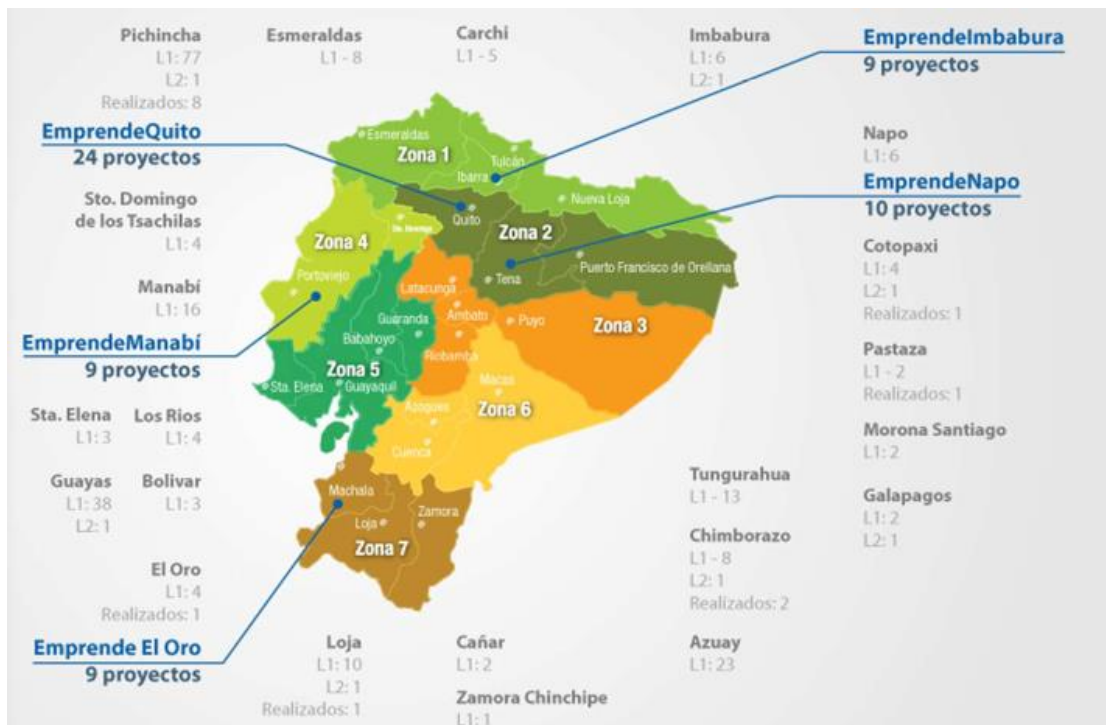 Pichincha
L1: 77
L2: 1
Realizados: 8
Esmeraldas
L1 - 8
Carchi
L1 - 5
Imbabura
L1: 6
L2: 1
EmprendeImbabura
9 proyectos
EmprendeQuito
24 proyectos
Napo
L1: 6
EmprendeNapo
10 proyectos
Sto. Domingo
de los Tsachilas
L1: 4
Manabí
L1: 16
EmprendeManabí
9 proyectos
Cotopaxi
L1: 4
L2: 1
Realizados: 1
Pastaza
L1 - 2
Realizados: 1
Morona Santiago
L1: 2
Galapagos
L1: 2
L2: 1
Esmeraldas
Zona 1
Tulcán
Ibarra
Nueva Loja
Quito
Zona 2
Zona 4
Puerto Francisco de Orellana
Tena
Portoviejo
Latacunga
Ambato
Puyo
Zona 3
Guaranda
Babahoyo
Riobamba
Zona 5
Sta. Elena
Guayaquil
Macas
Zona 6
Azogues
Cuenca
Machala
Zamora
Loja
Zona 7
Sta. Elena
L1: 3
Los Rios
L1: 4
Guayas
L1: 38
L2: 1
Bolivar
L1: 3
El Oro
L1: 4
Realizados: 1
Emprende El Oro
9 proyectos
Tungurahua
L1 - 13
Chimborazo
L1 - 8
L2: 1
Realizados: 2
Loja
L1: 10
L2: 1
Realizados: 1
Cañar
L1: 2
Zamora Chinchipe
L1: 1
Azuay
L1: 23